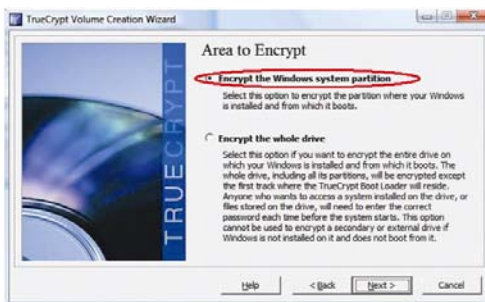 TrueCrypt Volume Creation Wizard
Area to Encrypt
Encrypt the Windows system partition
Select this option to encrypt the partition where your Windows
is installed and from which it boots.
Encrypt the whole drive
Select this option if you want to encrypt the entire drive on
which your Windows is installed and from which it boots. The
whole drive, including all its partitions, will be encrypted except
the first track where the TrueCrypt Boot Loader will reside.
Anyone who wants to access a system installed on the drive, or
files stored on the drive, will need to enter the correct
password each time before the system starts. This option
cannot be used to encrypt a secondary or external drive if
Windows is not installed on it and does not boot from it.
TRUECRYPT
Help
< Back
Next >
Cancel